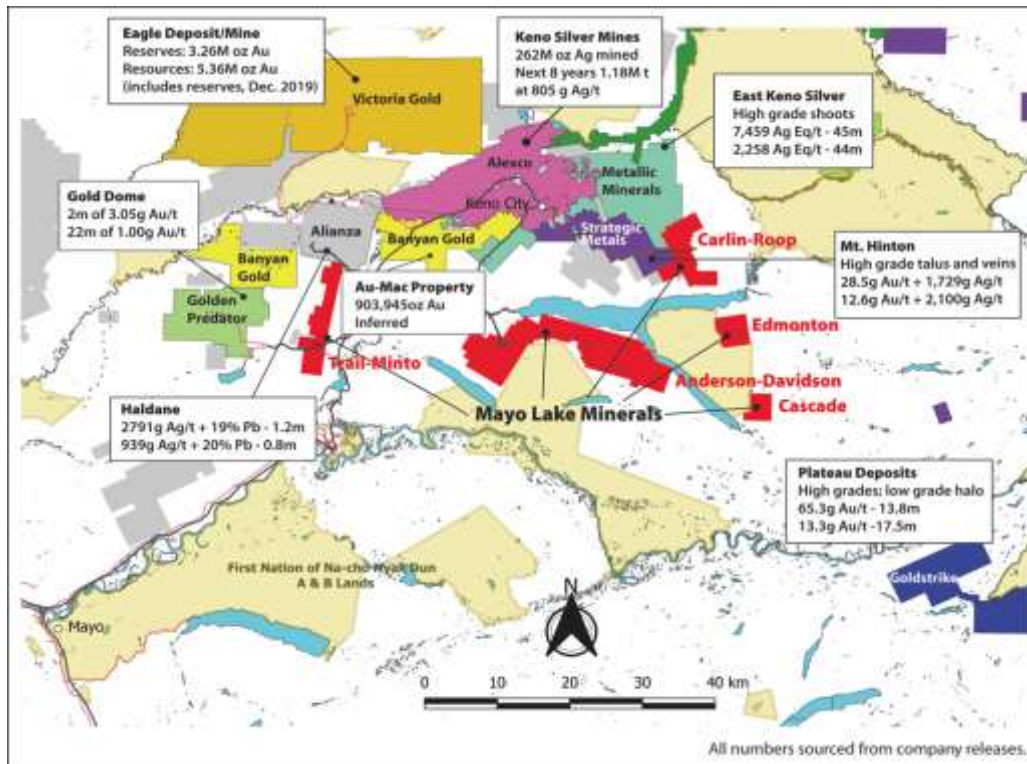 Eagle Deposit/Mine
Reserves: 3.26M oz Au
Resources: 5.36M oz Au
(includes reserves, Dec. 2019)
Keno Silver Mines
262M oz Ag mined
Next 8 years 1.18M t
at 805 g Ag/t
East Keno Silver
High grade shoots
7,459 Ag Eq/t - 45m
2,258 Ag Eq/t - 44m
Victoria Gold
Alexco
Metallic
Minerals
Keno City
Gold Dome
2m of 3.05g Au/t
22m of 1.00g Au/t
Alianza
Banyan Gold
Strategic
Metals
Carlin-Roop
Mt. Hinton
High grade talus and veins
28.5g Au/t + 1,729g Ag/t
12.6g Au/t + 2,100g Ag/t
Banyan
Gold
Golden
Predator
Au-Mac Property
903,945oz Au
Inferred
Trail-Minto
Edmonton
Anderson-Davidson
Cascade
Mayo Lake Minerals
Haldane
2791g Ag/t + 19% Pb - 1.2m
939g Ag/t + 20% Pb - 0.8m
Plateau Deposits
High grades: low grade halo
65.3g Au/t - 13.8m
13.3g Au/t -17.5m
First Nation of Na-cho Nyak Dun
A & B Lands
Goldstrike
N
Mayo
0 10 20 30 40 km
All numbers sourced from company releases.